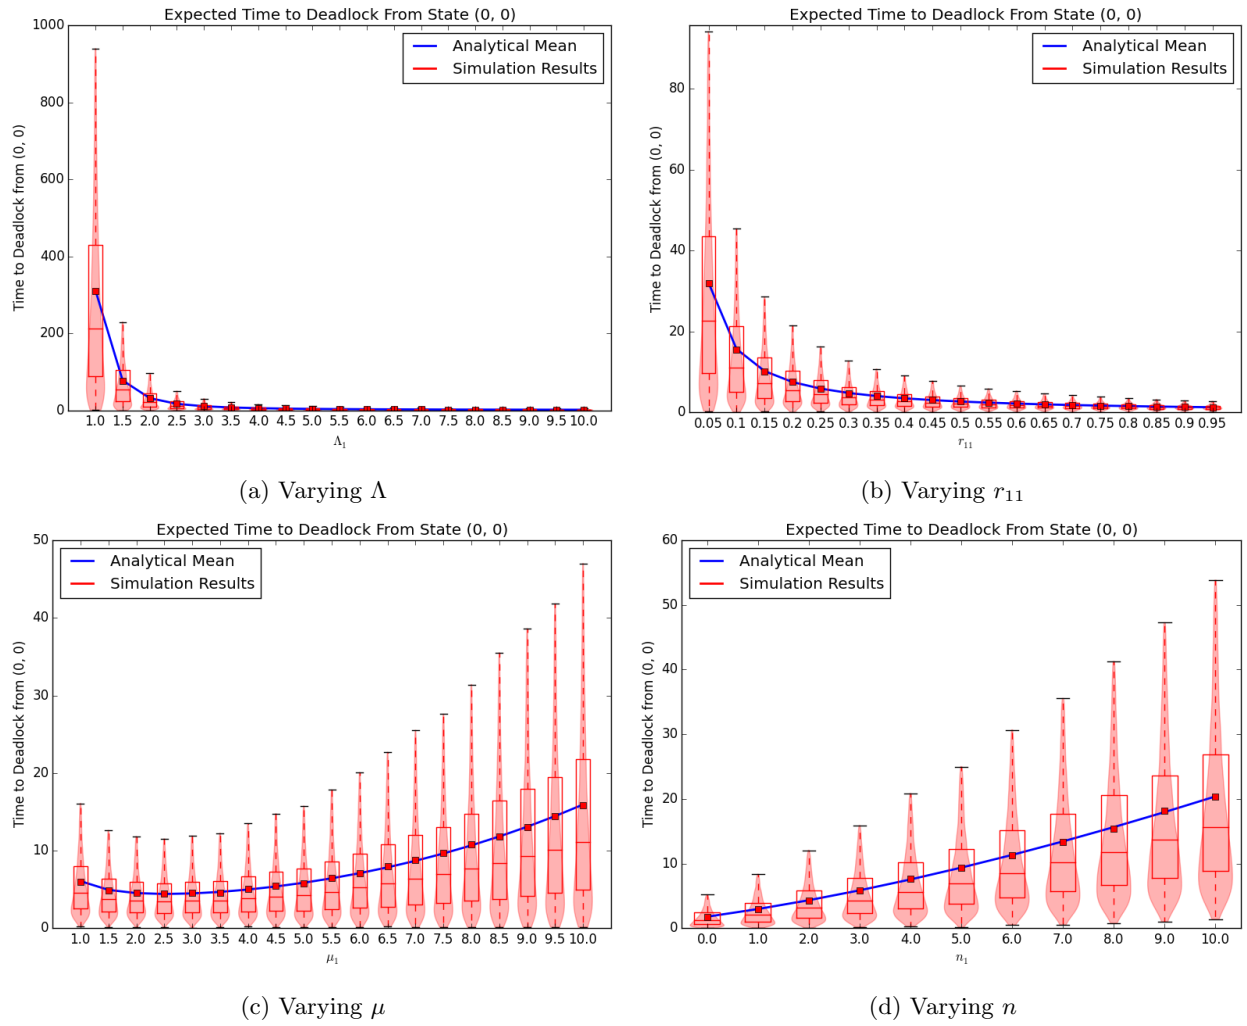 Expected Time to Deadlock From State (0, 0)
Time to Deadlock from (0, 0)
1000
800
600
400
200
0
Analytical Mean
Simulation Results
1.0 1.5 2.0 2.5 3.0 3.5 4.0 4.5 5.0 5.5 6.0 6.5 7.0 7.5 8.0 8.5 9.0 9.5 10.0
Λ₁
(a) Varying Λ
Expected Time to Deadlock From State (0, 0)
Time to Deadlock from (0, 0)
80
60
40
20
0
Analytical Mean
Simulation Results
0.05 0.1 0.15 0.2 0.25 0.3 0.35 0.4 0.45 0.5 0.55 0.6 0.65 0.7 0.75 0.8 0.85 0.9 0.95
r₁₁
(b) Varying r₁₁
Expected Time to Deadlock From State (0, 0)
Time to Deadlock from (0, 0)
50
40
30
20
10
0
Analytical Mean
Simulation Results
1.0 1.5 2.0 2.5 3.0 3.5 4.0 4.5 5.0 5.5 6.0 6.5 7.0 7.5 8.0 8.5 9.0 9.5 10.0
μ₁
(c) Varying μ
Expected Time to Deadlock From State (0, 0)
Time to Deadlock from (0, 0)
60
50
40
30
20
10
0
Analytical Mean
Simulation Results
0.0 1.0 2.0 3.0 4.0 5.0 6.0 7.0 8.0 9.0 10.0
n₁
(d) Varying n